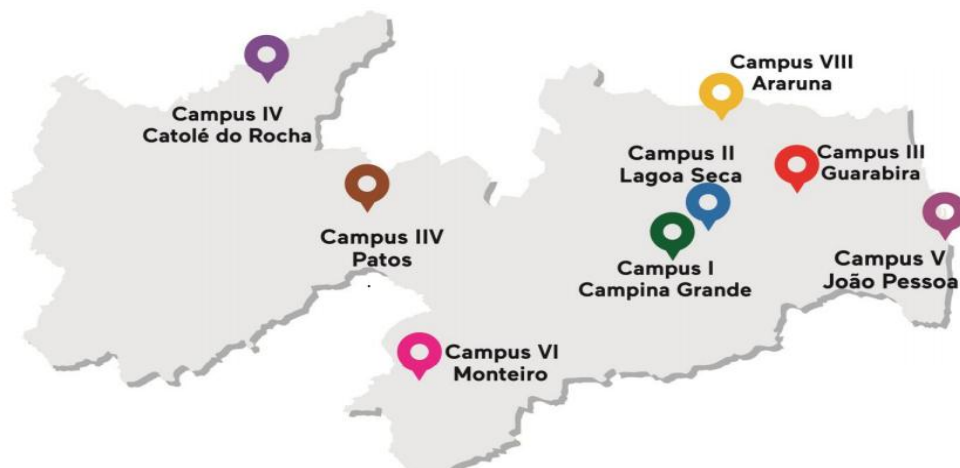 Campus VIII
Araruna
Campus IV
Catolé do Rocha
Campus II
Lagoa Seca
Campus III
Guarabira
Campus IIV
Patos
Campus I
Campina Grande
Campus V
João Pessoa
Campus VI
Monteiro